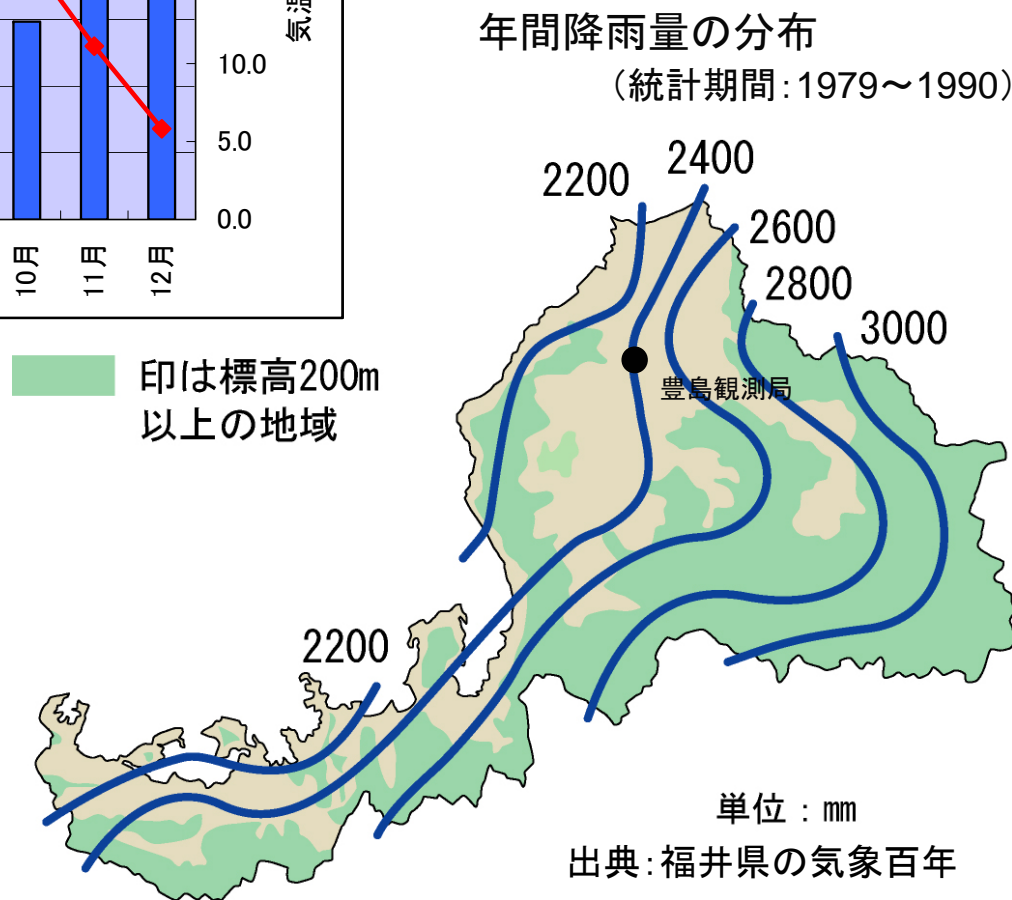 気温
10.0
5.0
0.0
10月
11月
12月
年間降雨量の分布
（統計期間：1979～1990）
2200
2400
2600
2800
3000
豊島観測局
印は標高200m
以上の地域
2200
単位：㎜
出典：福井県の気象百年